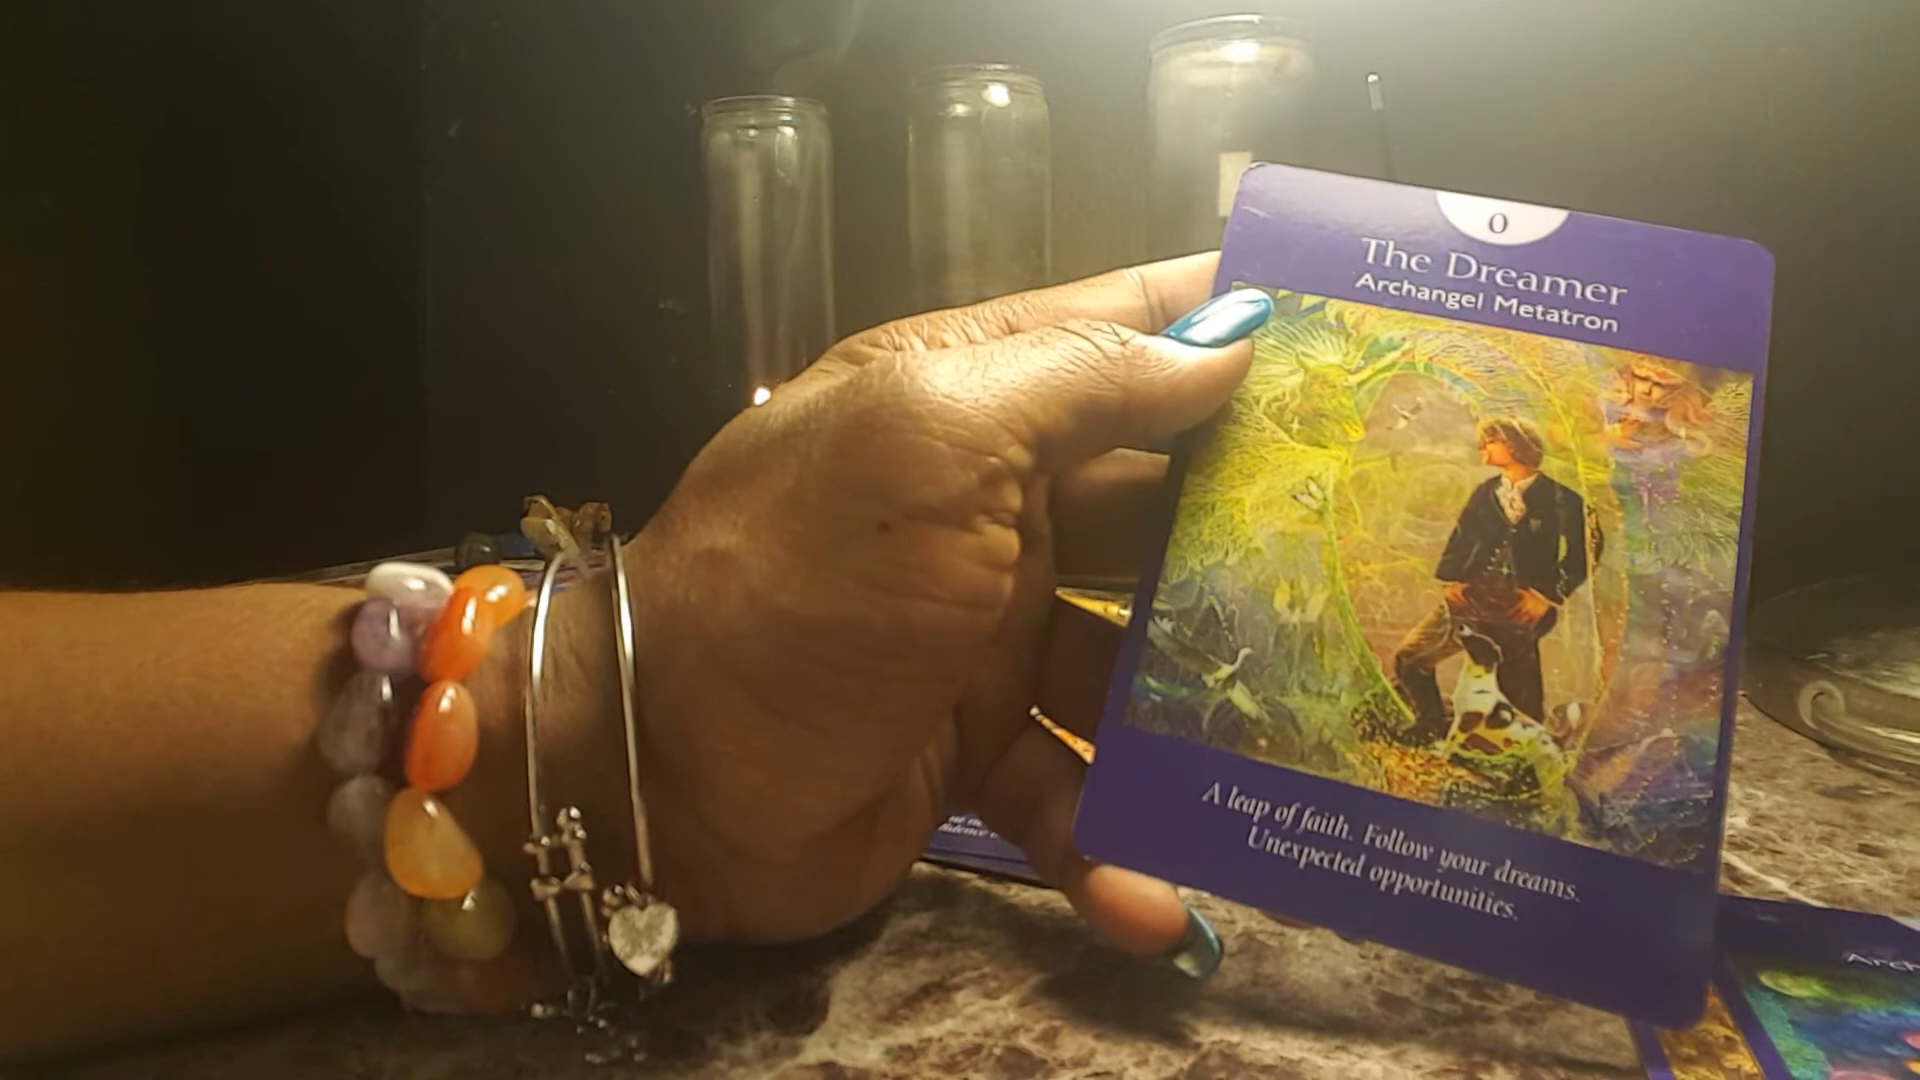 0
The Dreamer
Archangel Metatron
A leap of faith. Follow your dreams.
Unexpected opportunities.